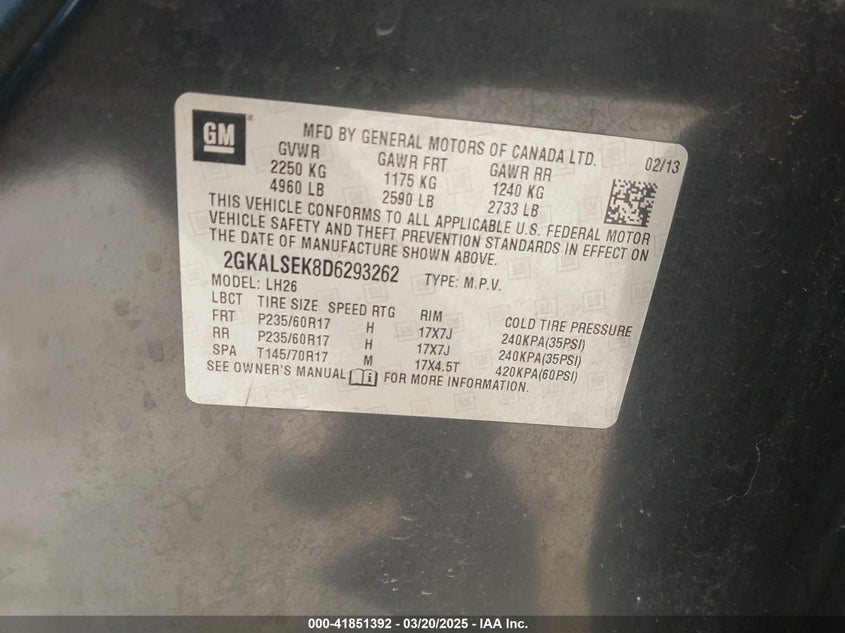 GM
MFD BY GENERAL MOTORS OF CANADA LTD. 02/13
GVWR GAWR FRT GAWR RR
2250 KG 1175 KG 1240 KG
4960 LB 2590 LB 2733 LB
THIS VEHICLE CONFORMS TO ALL APPLICABLE U.S. FEDERAL MOTOR
VEHICLE SAFETY AND THEFT PREVENTION STANDARDS IN EFFECT ON
THE DATE OF MANUFACTURE SHOWN ABOVE.
2GKALSEK8D6293262 TYPE: M.P.V.
MODEL: LH26
LBCT TIRE SIZE SPEED RTG RIM COLD TIRE PRESSURE
FRT P235/60R17 H 17X7J 240KPA(35PSI)
RR P235/60R17 H 17X7J 240KPA(35PSI)
SPA T145/70R17 M 17X4.5T 420KPA(60PSI)
SEE OWNER'S MANUAL FOR MORE INFORMATION.
000-41851392 - 03/20/2025 - IAA Inc.